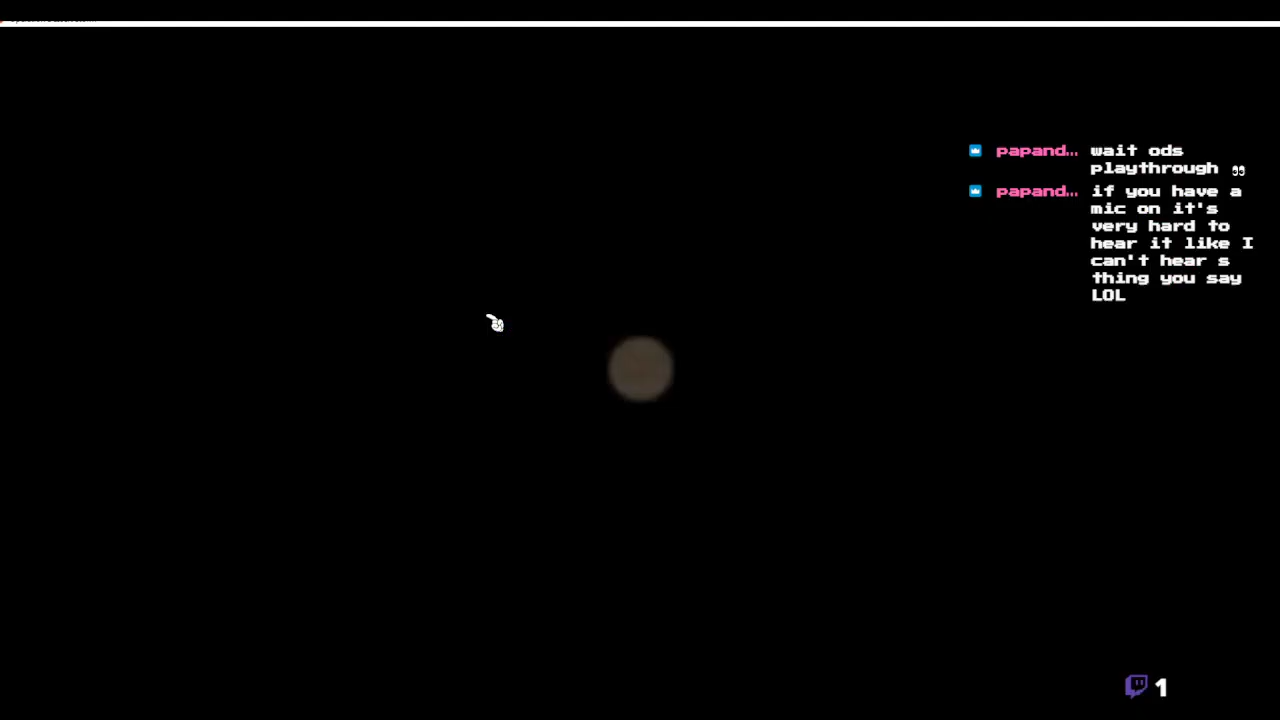 papand... wait ods
playthrough 👀
papand... if you have a
mic on it's
very hard to
hear it like I
can't hear s
thing you say
LOL
1